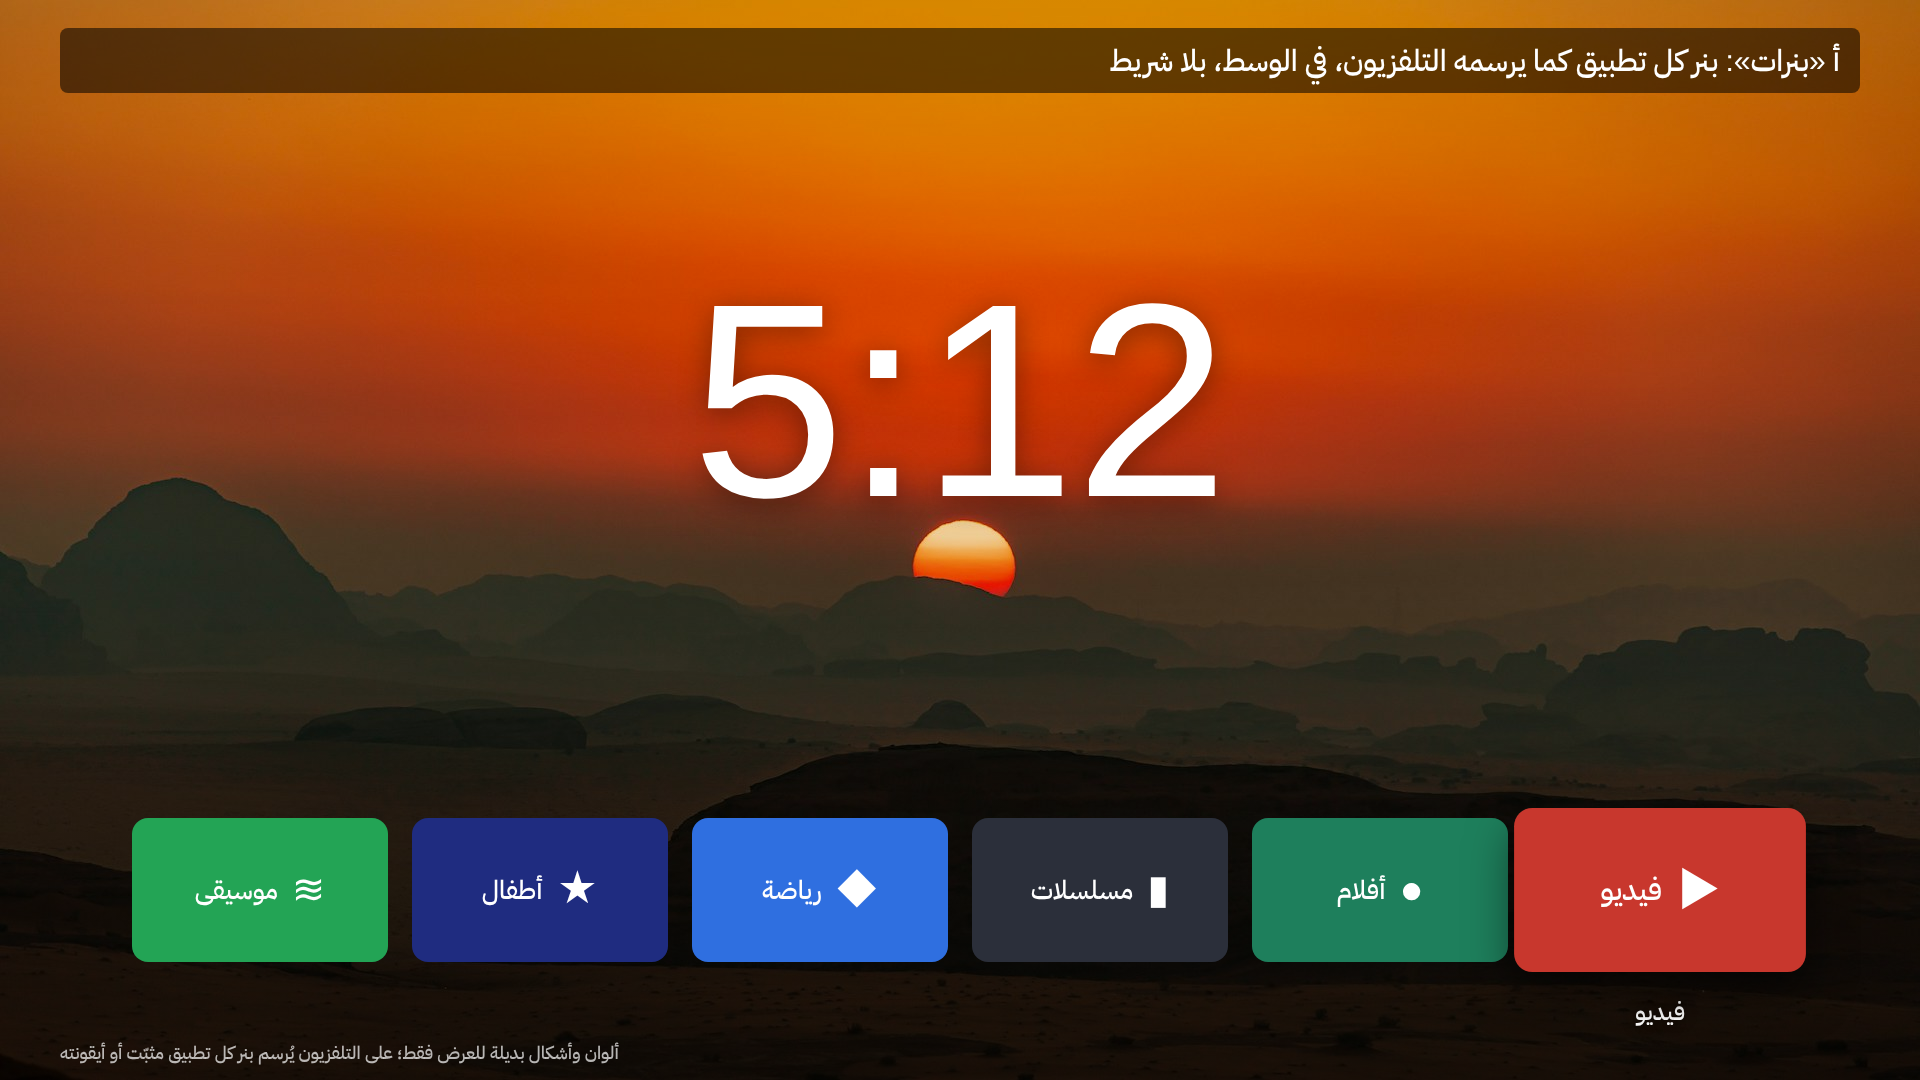 أ «بنرات»: بنر كل تطبيق كما يرسمه التلفزيون، في الوسط، بلا شريط
5:12
فيديو
أفلام
مسلسلات
رياضة
أطفال
موسيقى
فيديو
ألوان وأشكال بديلة للعرض فقط؛ على التلفزيون يُرسم بنر كل تطبيق مثبّت أو أيقونته